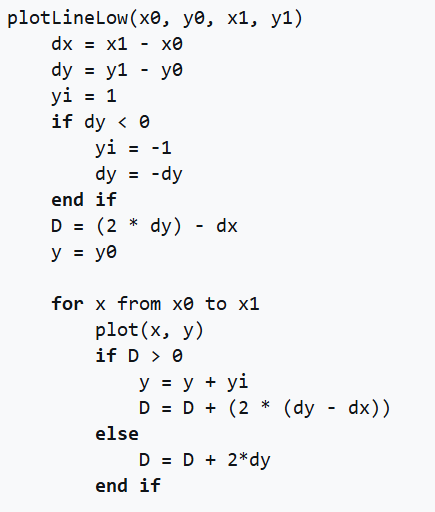 plotLineLow(x0, y0, x1, y1)
    dx = x1 - x0
    dy = y1 - y0
    yi = 1
    if dy < 0
        yi = -1
        dy = -dy
    end if
    D = (2 * dy) - dx
    y = y0

    for x from x0 to x1
        plot(x, y)
        if D > 0
            y = y + yi
            D = D + (2 * (dy - dx))
        else
            D = D + 2*dy
        end if